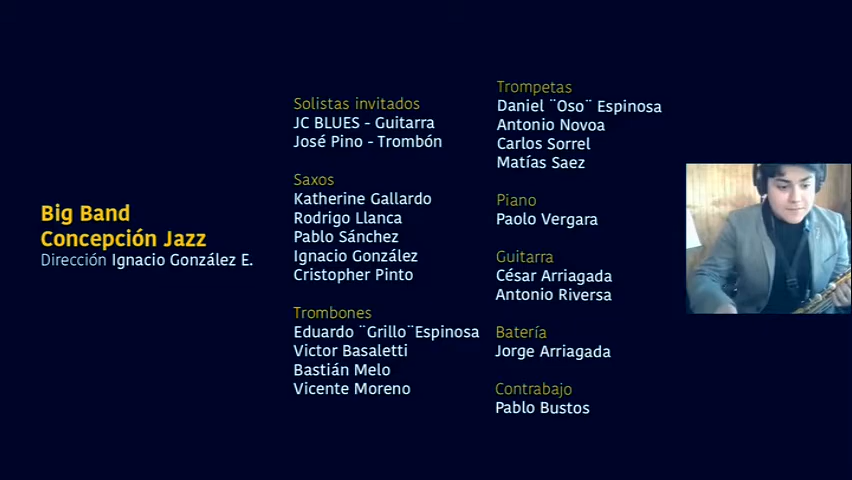 Big Band
Concepción Jazz
Dirección Ignacio González E.
Solistas invitados
JC BLUES - Guitarra
José Pino - Trombón
Saxos
Katherine Gallardo
Rodrigo Llanca
Pablo Sánchez
Ignacio González
Cristopher Pinto
Trombones
Eduardo ¨Grillo¨Espinosa
Victor Basaletti
Bastián Melo
Vicente Moreno
Trompetas
Daniel ¨Oso¨ Espinosa
Antonio Novoa
Carlos Sorrel
Matías Saez
Piano
Paolo Vergara
Guitarra
César Arriagada
Antonio Riversa
Batería
Jorge Arriagada
Contrabajo
Pablo Bustos